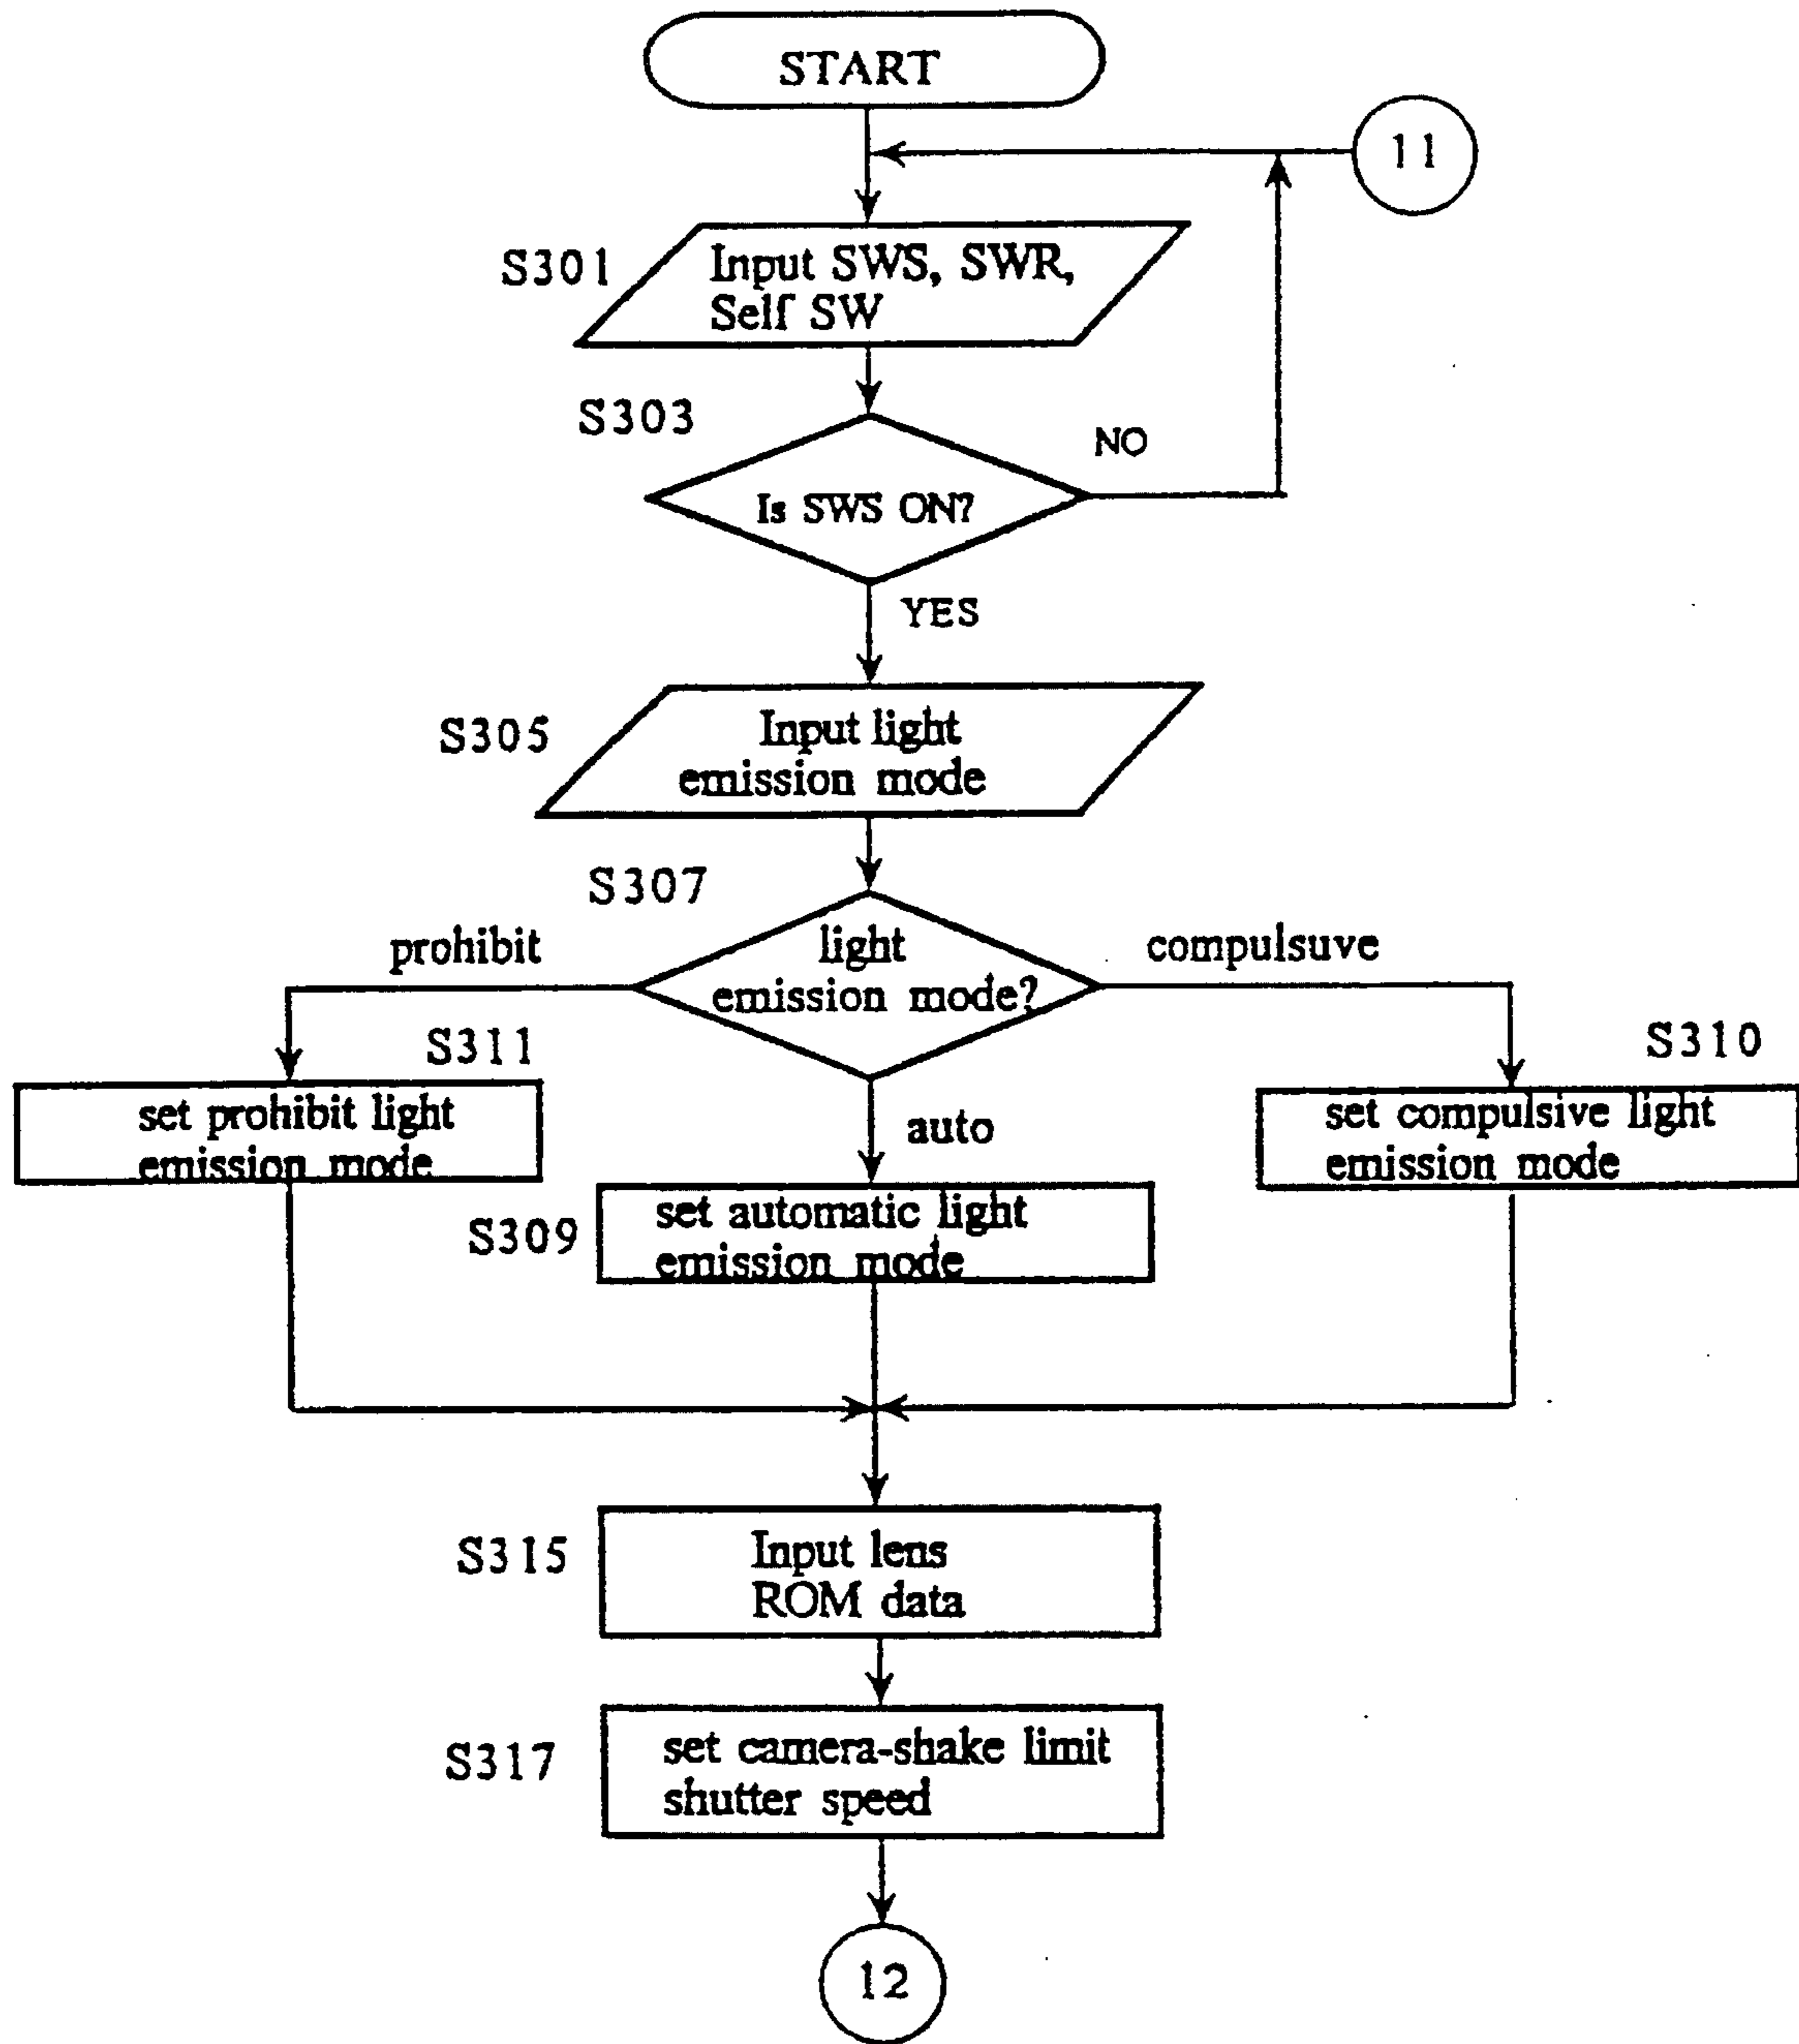 START
11
S301
Input SWS, SWR,
Self SW
S303
NO
Is SWS ON?
YES
S305
Input light
emission mode
S307
prohibit
light
emission mode?
compulsuve
S311
S310
set prohibit light
emission mode
auto
set compulsive light
emission mode
S309
set automatic light
emission mode
S315
Input lens
ROM data
S317
set camera-shake limit
shutter speed
12